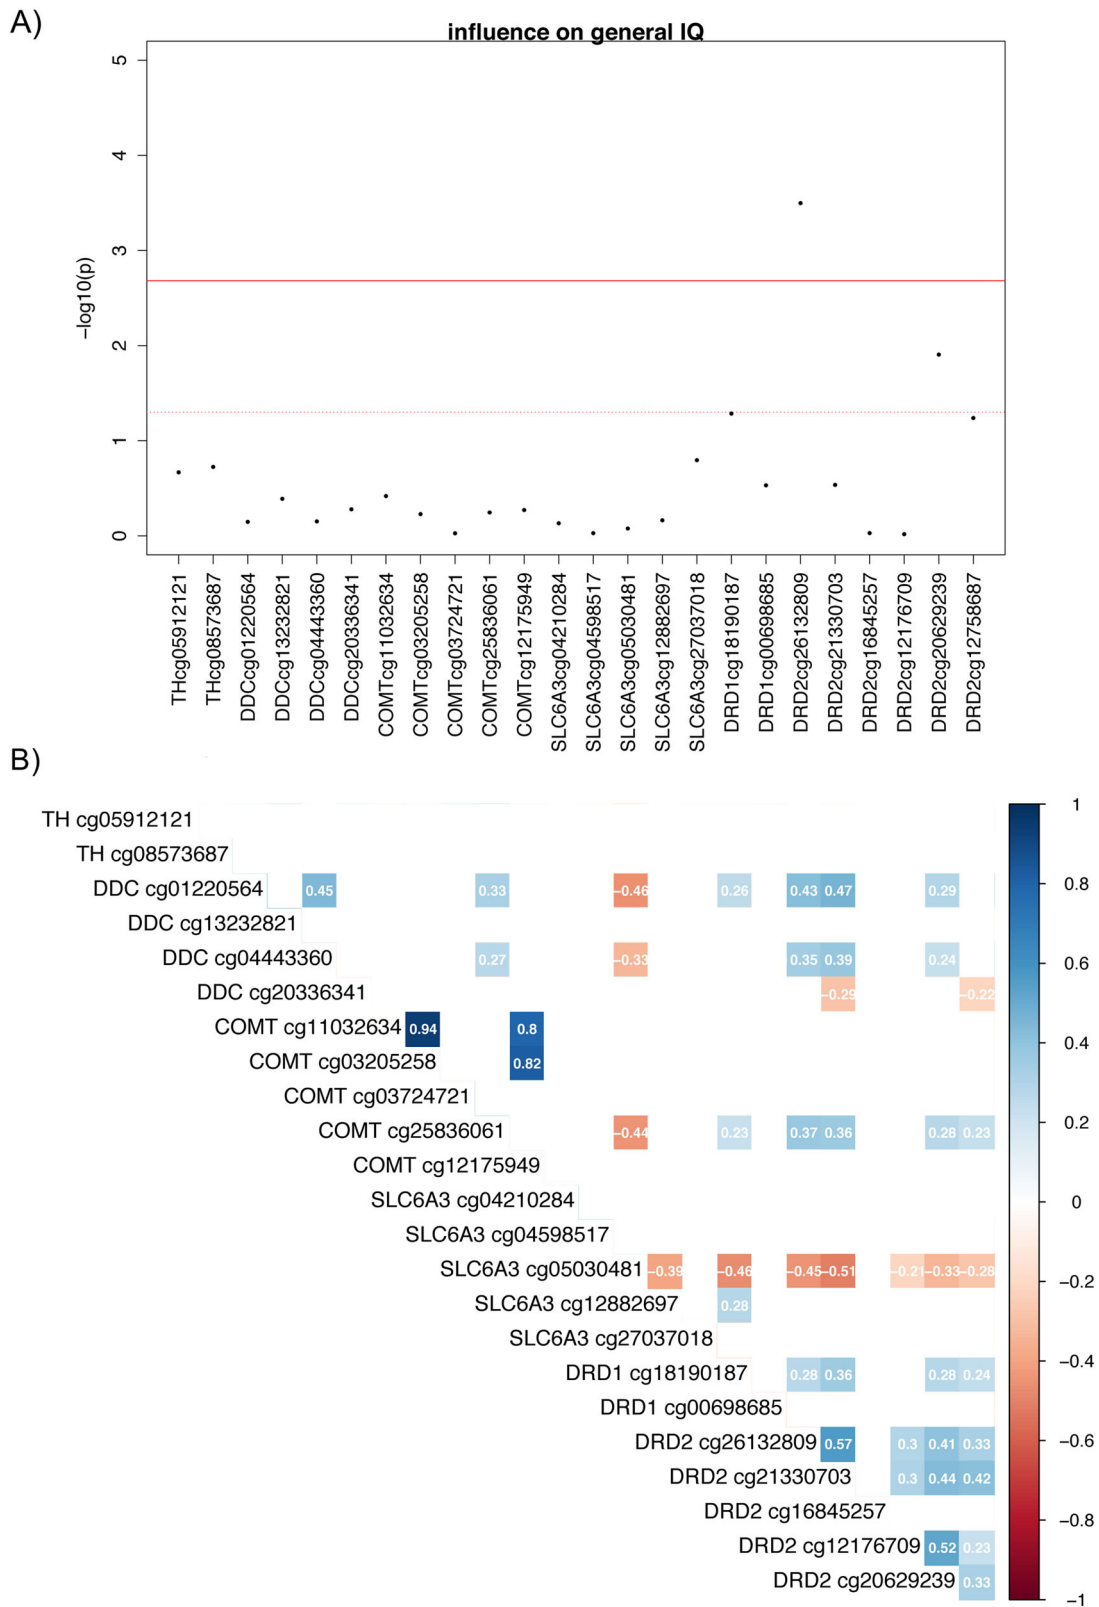 A)
influence on general IQ
5
4
3
2
1
0
−log10(p)
THcg05912121
THcg08573687
DDCcg01220564
DDCcg13232821
DDCcg04443360
DDCcg20336341
COMTcg11032634
COMTcg03205258
COMTcg03724721
COMTcg25836061
COMTcg12175949
SLC6A3cg04210284
SLC6A3cg04598517
SLC6A3cg05030481
SLC6A3cg12882697
SLC6A3cg27037018
DRD1cg18190187
DRD1cg00698685
DRD2cg26132809
DRD2cg21330703
DRD2cg16845257
DRD2cg12176709
DRD2cg20629239
DRD2cg12758687
B)
TH cg05912121
TH cg08573687
DDC cg01220564 0.45 0.33 −0.46 0.26 0.43 0.47 0.29
DDC cg13232821
DDC cg04443360 0.27 −0.33 0.35 0.39 0.24
DDC cg20336341 −0.29 −0.22
COMT cg11032634 0.94 0.8
COMT cg03205258 0.82
COMT cg03724721
COMT cg25836061 −0.44 0.23 0.37 0.36 0.28 0.23
COMT cg12175949
SLC6A3 cg04210284
SLC6A3 cg04598517
SLC6A3 cg05030481 −0.39 −0.46 −0.45 −0.51 −0.21 −0.33 −0.28
SLC6A3 cg12882697 0.28
SLC6A3 cg27037018
DRD1 cg18190187 0.28 0.36 0.28 0.24
DRD1 cg00698685
DRD2 cg26132809 0.57 0.3 0.41 0.33
DRD2 cg21330703 0.3 0.44 0.42
DRD2 cg16845257
DRD2 cg12176709 0.52 0.23
DRD2 cg20629239 0.33
1
0.8
0.6
0.4
0.2
0
−0.2
−0.4
−0.6
−0.8
−1